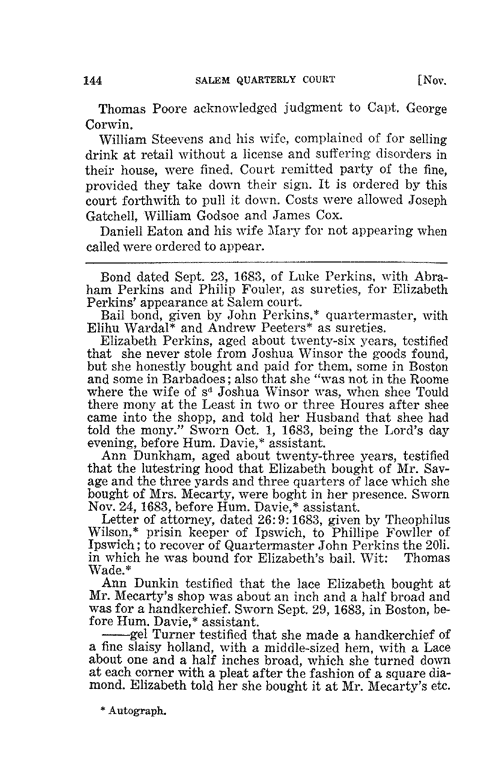 144 SALEM QUARTERLY COURT [Nov.
Thomas Poore acknowledged judgment to Capt. George
Corwin.
William Steevens and his wife, complained of for selling
drink at retail without a license and suffering disorders in
their house, were fined. Court remitted party of the fine,
provided they take down their sign. It is ordered by this
court forthwith to pull it down. Costs were allowed Joseph
Gatchell, William Godsoe and James Cox.
Daniell Eaton and his wife Mary for not appearing when
called were ordered to appear.
Bond dated Sept. 23, 1683, of Luke Perkins, with Abra-
ham Perkins and Philip Fouler, as sureties, for Elizabeth
Perkins' appearance at Salem court.
Bail bond, given by John Perkins,* quartermaster, with
Elihu Wardal* and Andrew Peeters* as sureties.
Elizabeth Perkins, aged about twenty-six years, testified
that she never stole from Joshua Winsor the goods found,
but she honestly bought and paid for them, some in Boston
and some in Barbadoes; also that she "was not in the Roome
where the wife of sd Joshua Winsor was, when shee Tould
there mony at the Least in two or three Houres after shee
came into the shopp, and told her Husband that shee had
told the mony." Sworn Oct. 1, 1683, being the Lord's day
evening, before Hum. Davie,* assistant.
Ann Dunkham, aged about twenty-three years, testified
that the lutestring hood that Elizabeth bought of Mr. Sav-
age and the three yards and three quarters of lace which she
bought of Mrs. Mecarty, were boght in her presence. Sworn
Nov. 24, 1683, before Hum. Davie,* assistant.
Letter of attorney, dated 26:9:1683, given by Theophilus
Wilson,* prisin keeper of Ipswich, to Phillipe Fowller of
Ipswich; to recover of Quartermaster John Perkins the 20li.
in which he was bound for Elizabeth's bail. Wit: Thomas
Wade.*
Ann Dunkin testified that the lace Elizabeth bought at
Mr. Mecarty's shop was about an inch and a half broad and
was for a handkerchief. Sworn Sept. 29, 1683, in Boston, be-
fore Hum. Davie,* assistant.
——gel Turner testified that she made a handkerchief of
a fine slaisy holland, with a middle-sized hem, with a Lace
about one and a half inches broad, which she turned down
at each corner with a pleat after the fashion of a square dia-
mond. Elizabeth told her she bought it at Mr. Mecarty's etc.
* Autograph.